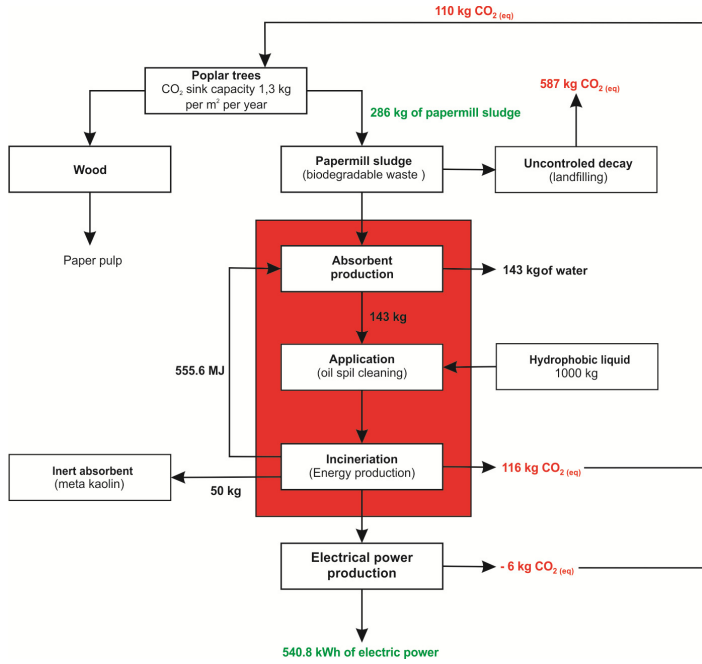 110 kg CO2 (eq)
Poplar trees
CO2 sink capacity 1,3 kg
per m2 per year
587 kg CO2 (eq)
286 kg of papermill sludge
Wood
Papermill sludge
(biodegradable waste )
Uncontroled decay
(landfilling)
Paper pulp
Absorbent
production
143 kgof water
143 kg
555.6 MJ
Application
(oil spil cleaning)
Hydrophobic liquid
1000 kg
Incineriation
(Energy production)
116 kg CO2 (eq)
Inert absorbent
(meta kaolin)
50 kg
Electrical power
production
- 6 kg CO2 (eq)
540.8 kWh of electric power